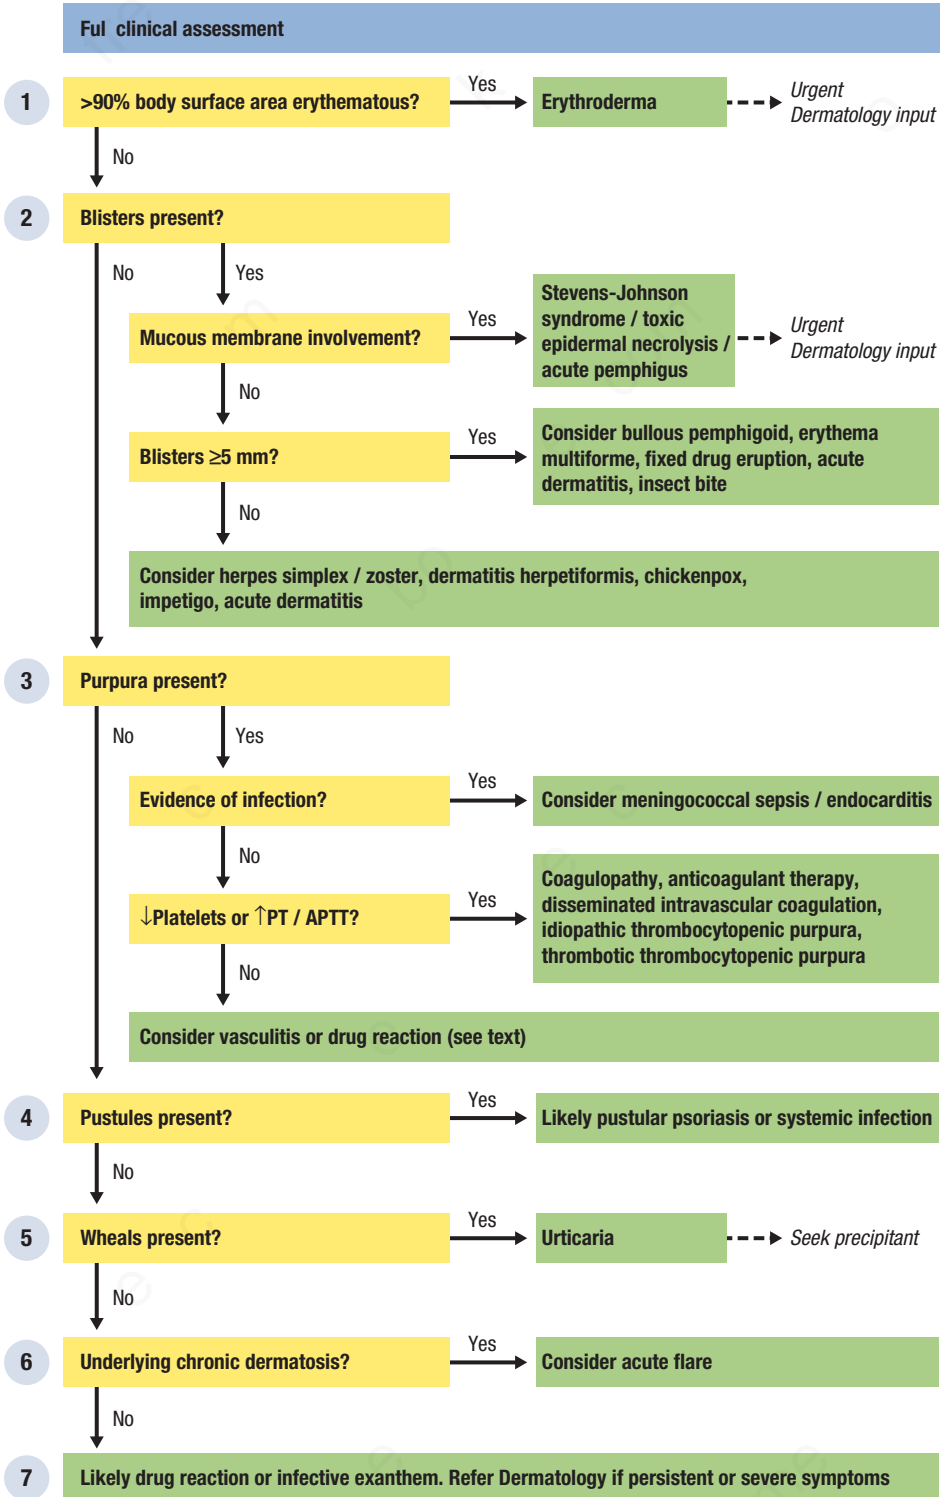 Ful clinical assessment
1
>90% body surface area erythematous?
Yes
Erythroderma
Urgent
Dermatology input
No
2
Blisters present?
No
Yes
Mucous membrane involvement?
Yes
Stevens-Johnson
syndrome / toxic
epidermal necrolysis /
acute pemphigus
Urgent
Dermatology input
No
Blisters ≥5 mm?
Yes
Consider bullous pemphigoid, erythema
multiforme, fixed drug eruption, acute
dermatitis, insect bite
No
Consider herpes simplex / zoster, dermatitis herpetiformis, chickenpox,
impetigo, acute dermatitis
3
Purpura present?
No
Yes
Evidence of infection?
Yes
Consider meningococcal sepsis / endocarditis
No
↓Platelets or ↑PT / APTT?
Yes
Coagulopathy, anticoagulant therapy,
disseminated intravascular coagulation,
idiopathic thrombocytopenic purpura,
thrombotic thrombocytopenic purpura
No
Consider vasculitis or drug reaction (see text)
4
Pustules present?
Yes
Likely pustular psoriasis or systemic infection
No
5
Wheals present?
Yes
Urticaria
Seek precipitant
No
6
Underlying chronic dermatosis?
Yes
Consider acute flare
No
7
Likely drug reaction or infective exanthem. Refer Dermatology if persistent or severe symptoms